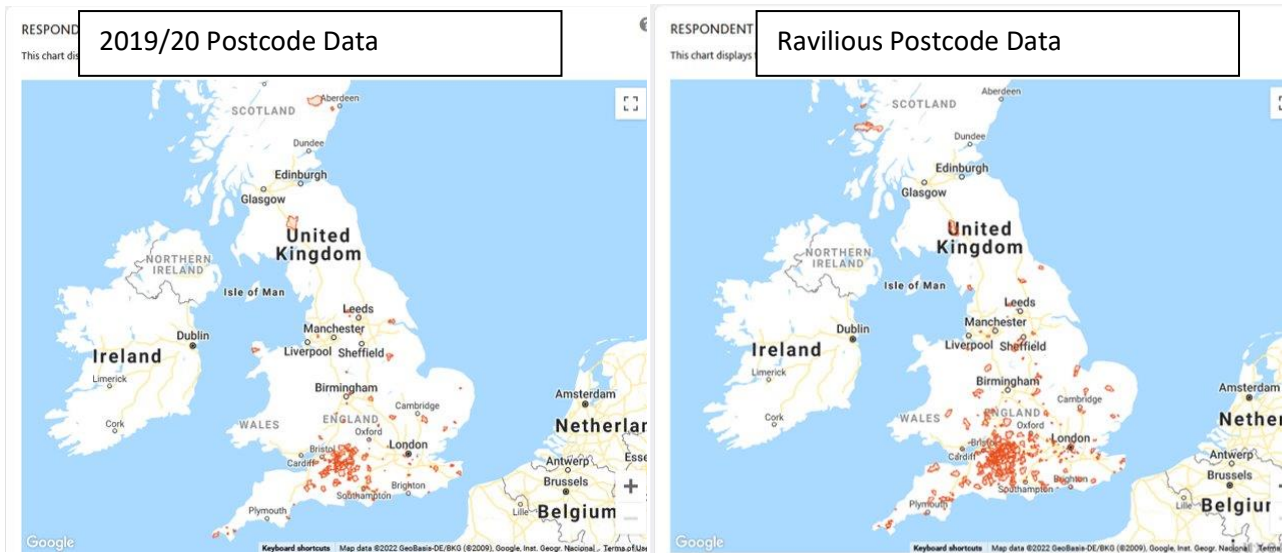 RESPOND
2019/20 Postcode Data
This chart dis
SCOTLAND
Aberdeen
Dundee
Edinburgh
Glasgow
United
Kingdom
NORTHERN
IRELAND
Isle of Man
Leeds
Dublin
Manchester
Ireland
Liverpool
Sheffield
Limerick
Birmingham
Amsterdam
Cork
WALES
ENGLAND
Cambridge
Netherlan
Oxford
Bristol
London
Cardiff
Antwerp
Esse
Southampton
Brighton
Brussels
Plymouth
Lille
Belgium
Google
Keyboard shortcuts
Map data ©2022 GeoBasis-DE/BKG (©2009), Google, Inst. Geogr. Nacional
Terms of Use
RESPONDENT
Ravilious Postcode Data
This chart displays
SCOTLAND
Aberdeen
Dundee
Edinburgh
Glasgow
United
Kingdom
NORTHERN
IRELAND
Isle of Man
Leeds
Dublin
Manchester
Ireland
Liverpool
Sheffield
Limerick
Birmingham
Amsterdam
Cork
WALES
ENGLAND
Cambridge
Nether
Oxford
Bristol
London
Cardiff
Antwerp
Southampton
Brighton
Brussels
Plymouth
Lille
Belgiur
Google
Keyboard shortcuts
Map data ©2022 GeoBasis-DE/BKG (©2009), Google, Inst. Geogr. Nacional